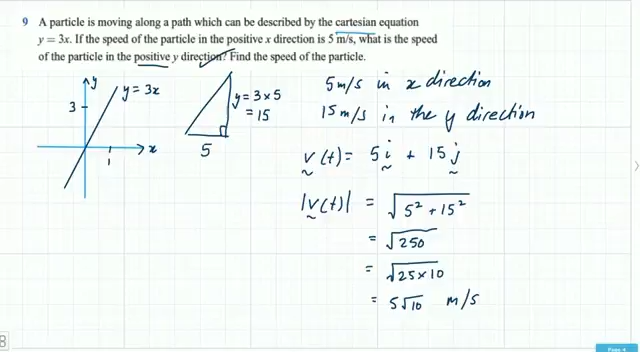 9 A particle is moving along a path which can be described by the cartesian equation
y = 3x. If the speed of the particle in the positive x direction is 5 m/s, what is the speed
of the particle in the positive y direction? Find the speed of the particle.
y
y = 3x
3
x
1
y = 3 × 5
= 15
5
5 m/s in x direction
15 m/s in the y direction
v(t) = 5i + 15j
|v(t)| = √5² + 15²
= √250
= √25×10
= 5√10 m/s
8
Page 4